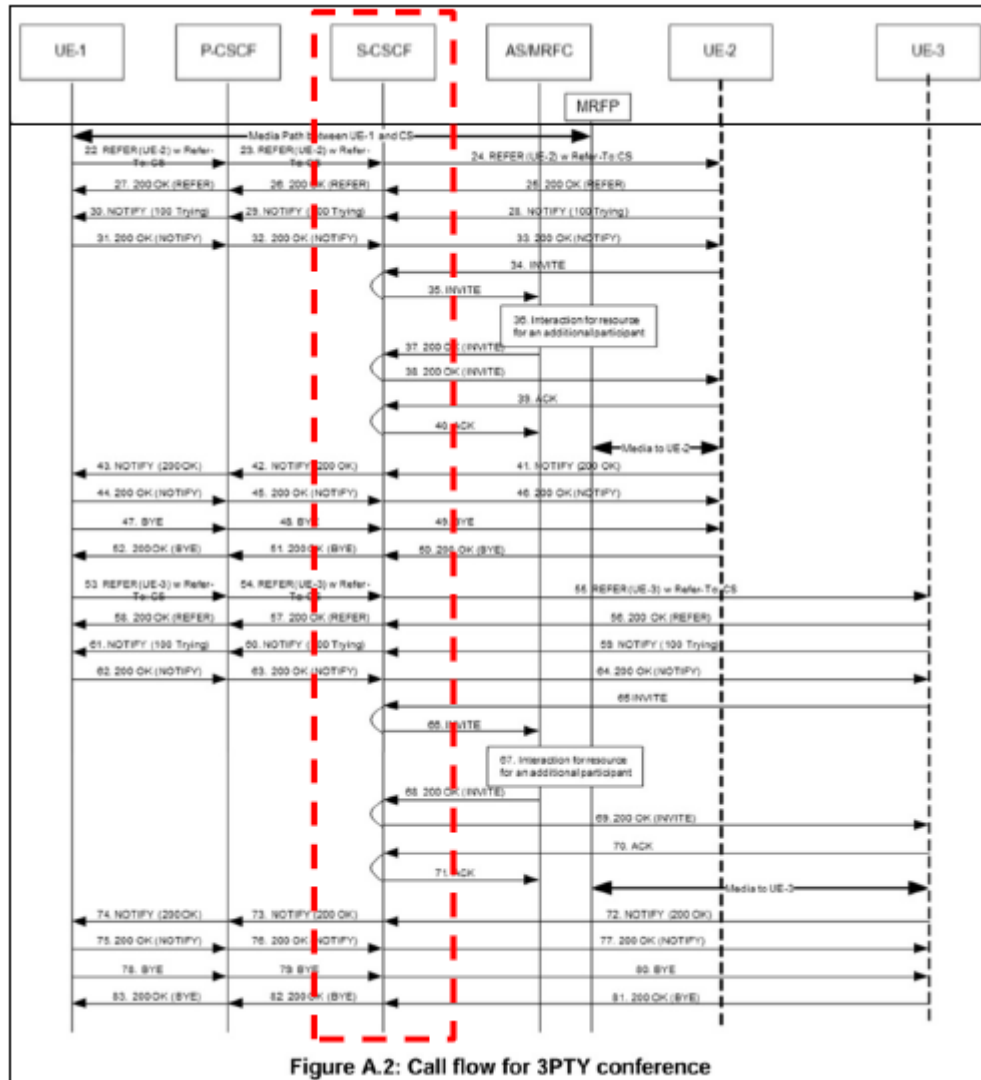 UE-1 P-CSCF S-CSCF AS/MRFC UE-2 UE-3
MRFP
Media Path between UE-1 and CS
22. REFER(UE-2) w Refer-To:CS 23. REFER(UE-2) w Refer-To:CS 24. REFER(UE-2) w Refer-To:CS
27. 200 OK (REFER) 26. 200 OK (REFER) 25. 200 OK (REFER)
30. NOTIFY (100 Trying) 29. NOTIFY (100 Trying) 28. NOTIFY (100 Trying)
31. 200 OK (NOTIFY) 32. 200 OK (NOTIFY) 33. 200 OK (NOTIFY)
34. INVITE
35. INVITE
36. Interaction for resource
for an additional participant
37. 200 OK (INVITE)
38. 200 OK (INVITE)
39. ACK
40. ACK
Media to UE-2
43. NOTIFY (200 OK) 42. NOTIFY (200 OK) 41. NOTIFY (200 OK)
44. 200 OK (NOTIFY) 45. 200 OK (NOTIFY) 46. 200 OK (NOTIFY)
47. BYE 48. BYE 49. BYE
52. 200 OK (BYE) 51. 200 OK (BYE) 50. 200 OK (BYE)
53. REFER(UE-3) w Refer-To:CS 54. REFER(UE-3) w Refer-To:CS 55. REFER(UE-3) w Refer-To:CS
58. 200 OK (REFER) 57. 200 OK (REFER) 56. 200 OK (REFER)
61. NOTIFY (100 Trying) 60. NOTIFY (100 Trying) 59. NOTIFY (100 Trying)
62. 200 OK (NOTIFY) 63. 200 OK (NOTIFY) 64. 200 OK (NOTIFY)
65 INVITE
66. INVITE
67. Interaction for resource
for an additional participant
68. 200 OK (INVITE)
69. 200 OK (INVITE)
70. ACK
71. ACK
Media to UE-3
74. NOTIFY (200 OK) 73. NOTIFY (200 OK) 72. NOTIFY (200 OK)
75. 200 OK (NOTIFY) 76. 200 OK (NOTIFY) 77. 200 OK (NOTIFY)
78. BYE 79. BYE 80. BYE
83. 200 OK (BYE) 82. 200 OK (BYE) 81. 200 OK (BYE)
Figure A.2: Call flow for 3PTY conference